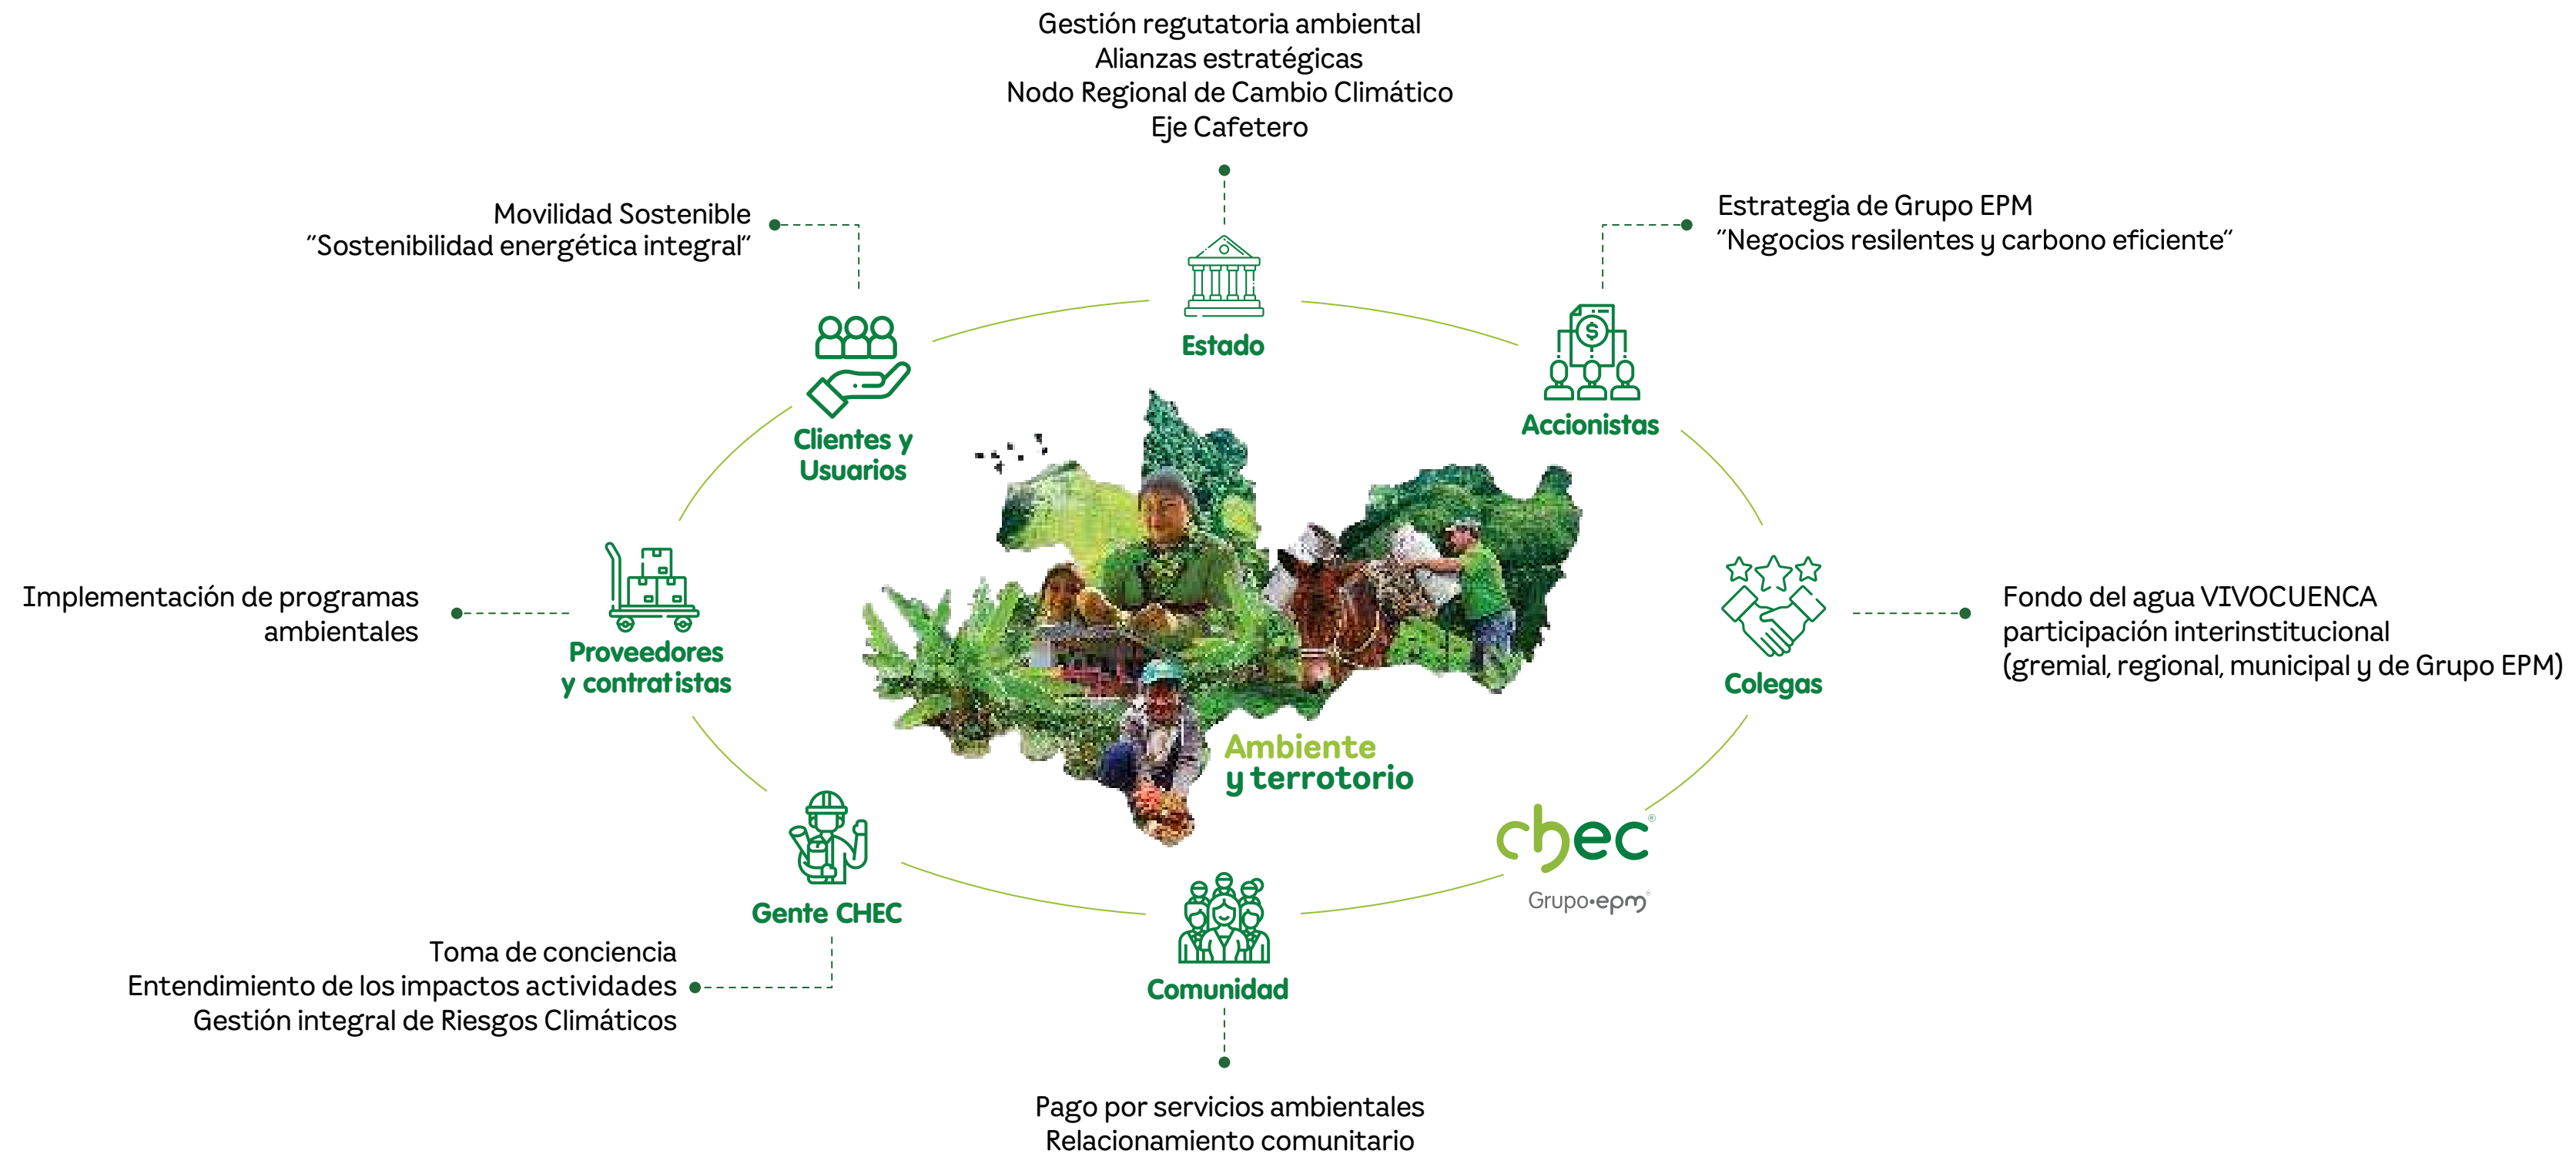 Gestión regutatoria ambiental
Alianzas estratégicas
Nodo Regional de Cambio Climático
Eje Cafetero
Movilidad Sostenible
"Sostenibilidad energética integral"
Estrategia de Grupo EPM
"Negocios resilentes y carbono eficiente"
Estado
Accionistas
Clientes y
Usuarios
Implementación de programas
ambientales
Proveedores
y contratistas
Fondo del agua VIVOCUENCA
participación interinstitucional
(gremial, regional, municipal y de Grupo EPM)
Colegas
Ambiente
y terrotorio
chec®
Grupo•epm®
Gente CHEC
Toma de conciencia
Entendimiento de los impactos actividades
Gestión integral de Riesgos Climáticos
Comunidad
Pago por servicios ambientales
Relacionamiento comunitario